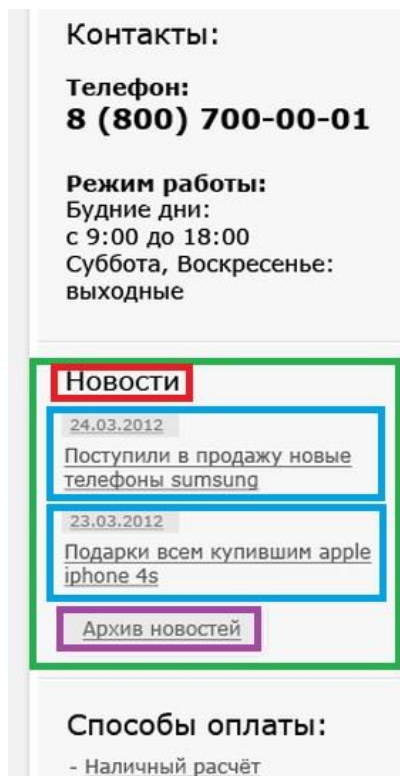 Контакты:
Телефон:
8 (800) 700-00-01
Режим работы:
Будние дни:
с 9:00 до 18:00
Суббота, Воскресенье:
выходные
Новости
24.03.2012
Поступили в продажу новые
телефоны sumsung
23.03.2012
Подарки всем купившим apple
iphone 4s
Архив новостей
Способы оплаты:
- Наличный расчёт